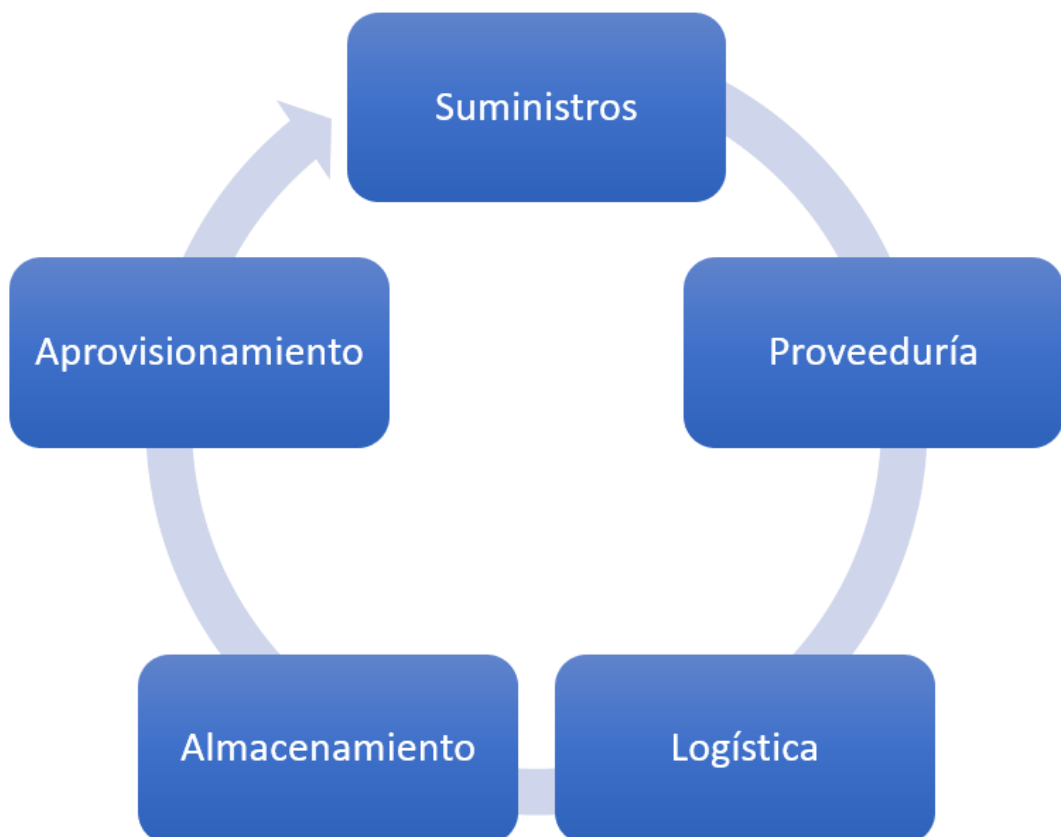 Suministros
Proveeduría
Logística
Almacenamiento
Aprovisionamiento